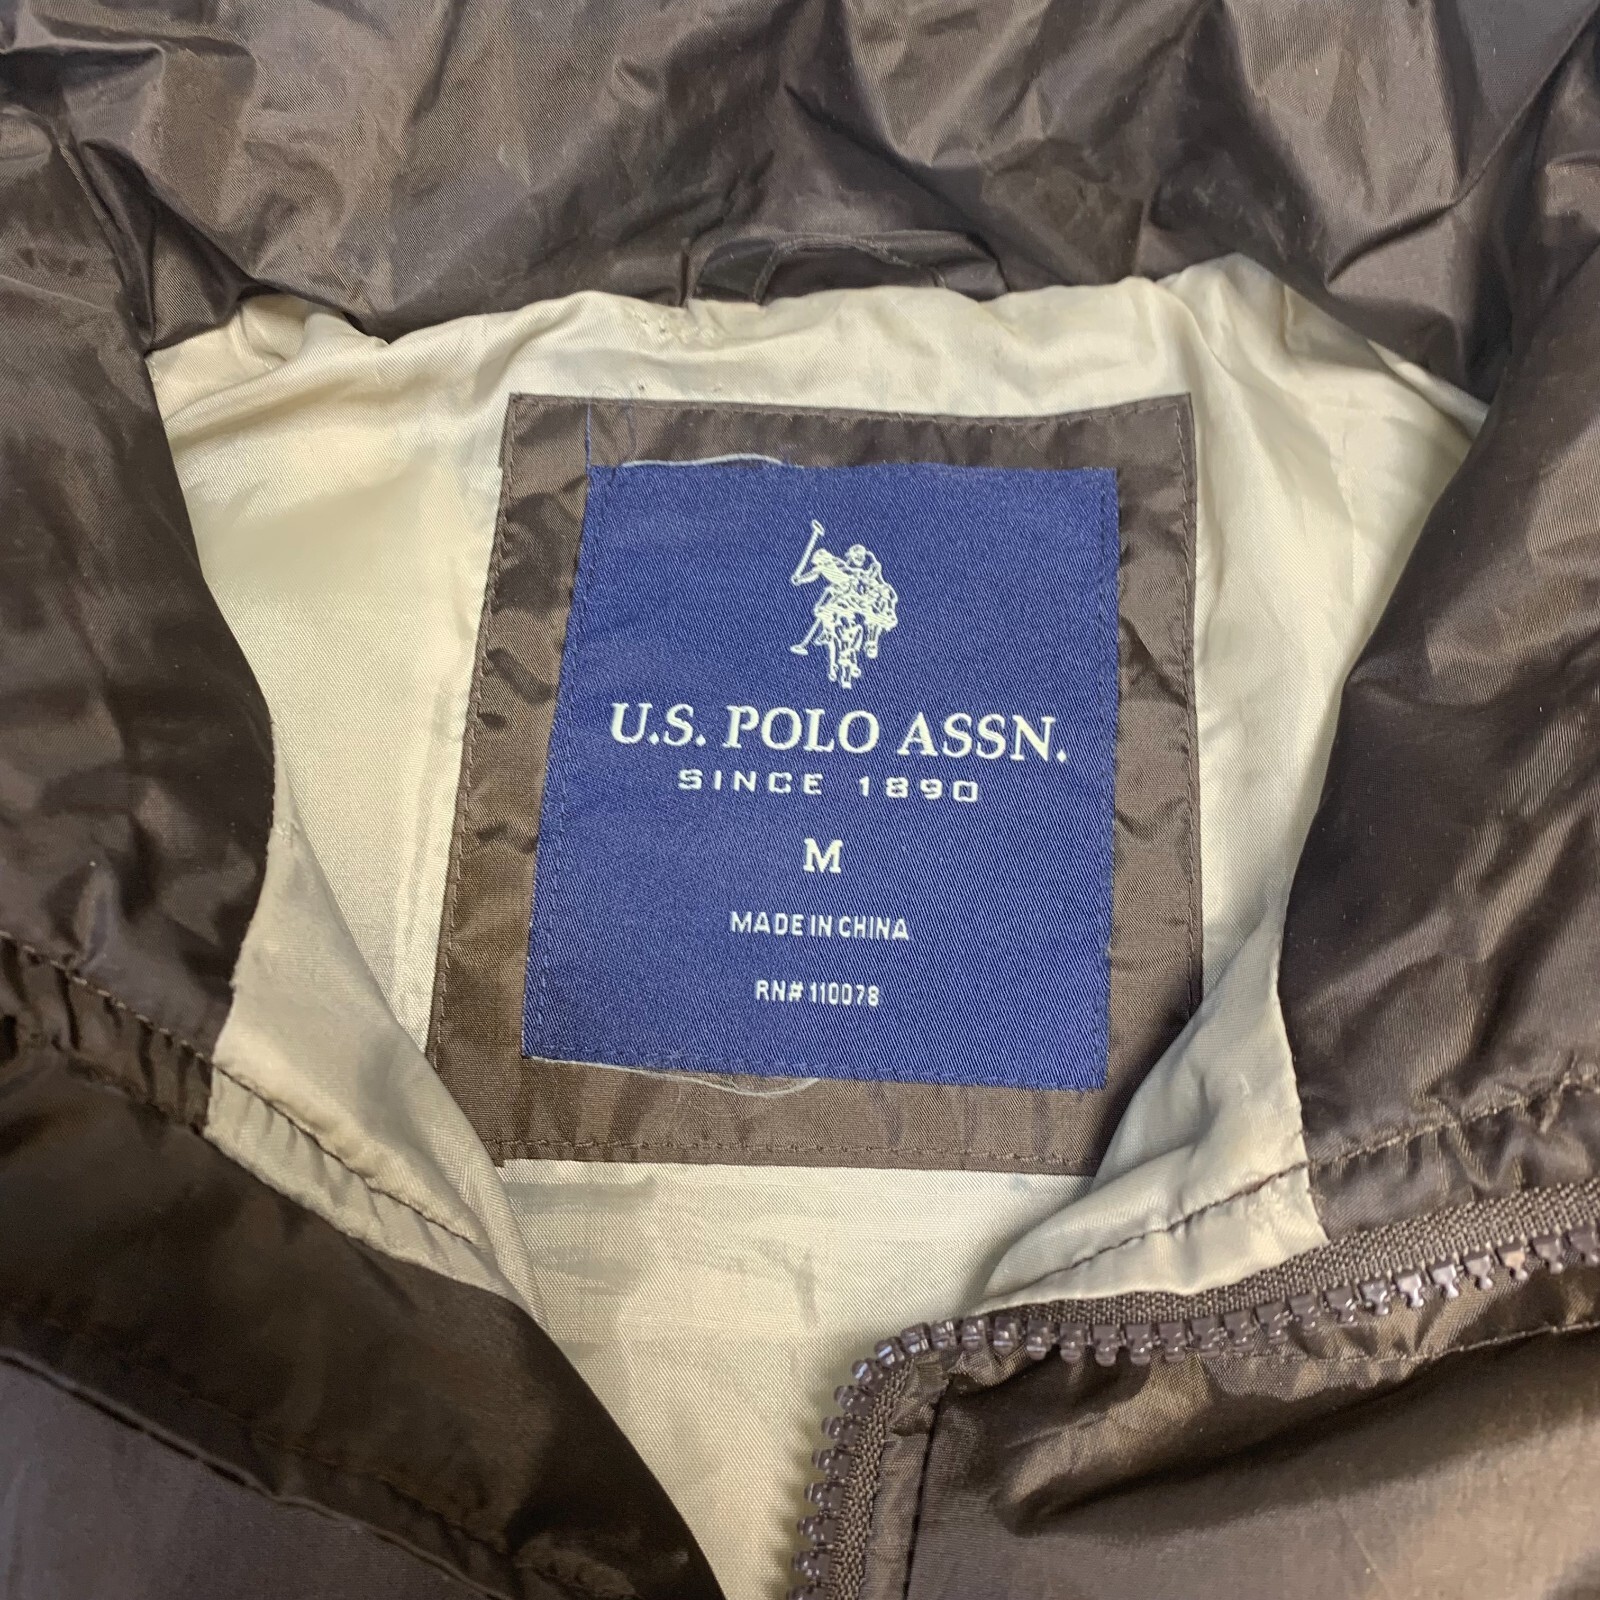 U.S. POLO ASSN.
SINCE 1890
M
MADE IN CHINA
RN# 110078